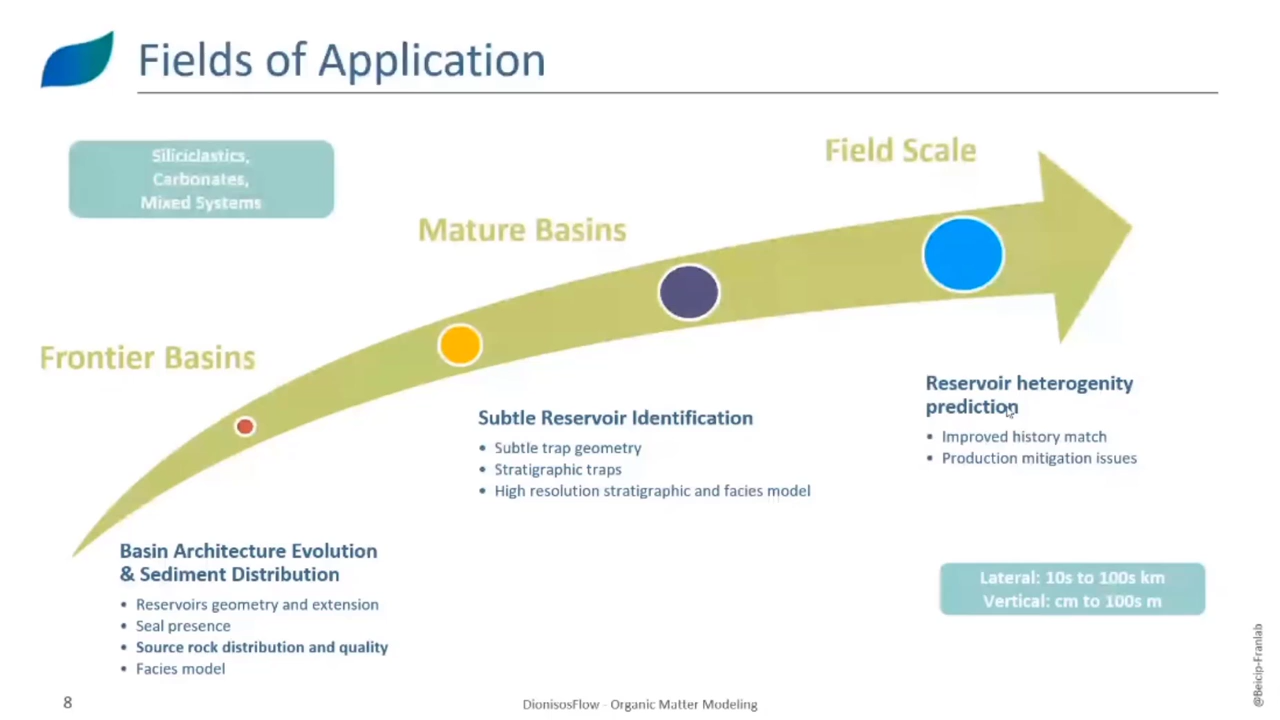 Fields of Application
Siliciclastics,
Carbonates,
Mixed Systems
Field Scale
Mature Basins
Frontier Basins
Reservoir heterogenity
prediction
• Improved history match
• Production mitigation issues
Subtle Reservoir Identification
• Subtle trap geometry
• Stratigraphic traps
• High resolution stratigraphic and facies model
Basin Architecture Evolution
& Sediment Distribution
• Reservoirs geometry and extension
• Seal presence
• Source rock distribution and quality
• Facies model
Lateral: 10s to 100s km
Vertical: cm to 100s m
@Beicip-Franlab
8
DionisosFlow - Organic Matter Modeling